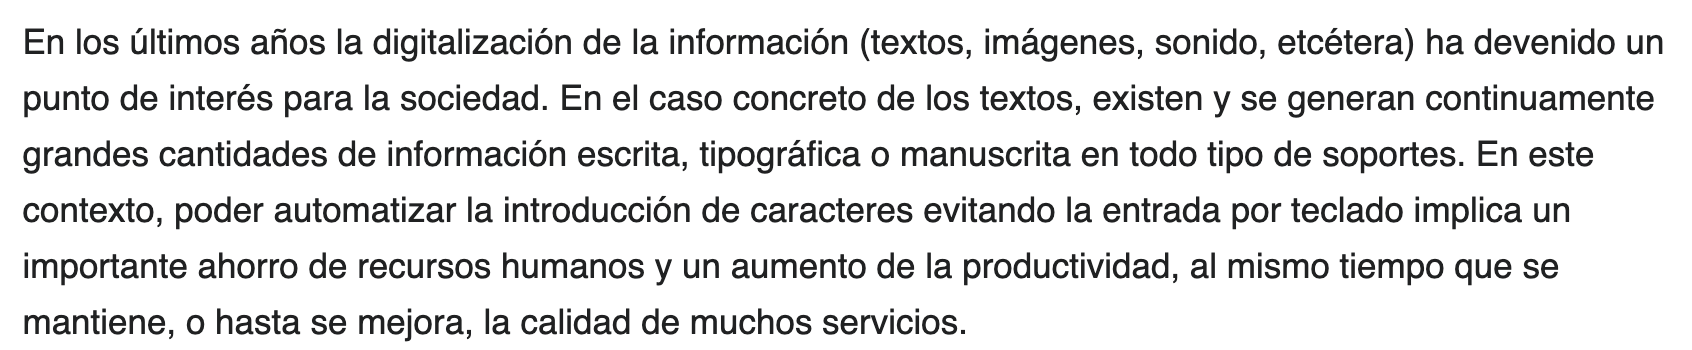 En los últimos años la digitalización de la información (textos, imágenes, sonido, etcétera) ha devenido un
punto de interés para la sociedad. En el caso concreto de los textos, existen y se generan continuamente
grandes cantidades de información escrita, tipográfica o manuscrita en todo tipo de soportes. En este
contexto, poder automatizar la introducción de caracteres evitando la entrada por teclado implica un
importante ahorro de recursos humanos y un aumento de la productividad, al mismo tiempo que se
mantiene, o hasta se mejora, la calidad de muchos servicios.